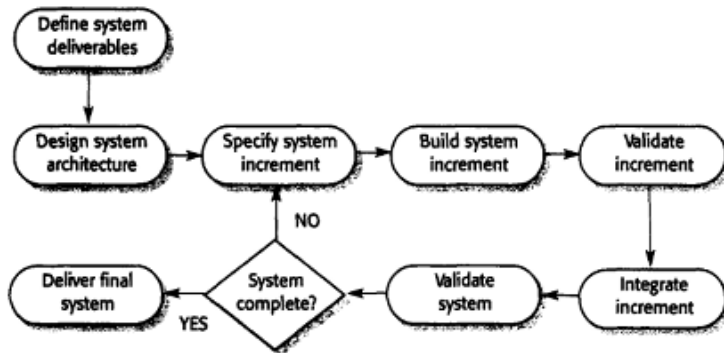 Define system
deliverables
Design system
architecture
Specify system
increment
Build system
increment
Validate
increment
NO
Deliver final
system
YES
System
complete?
Validate
system
Integrate
increment